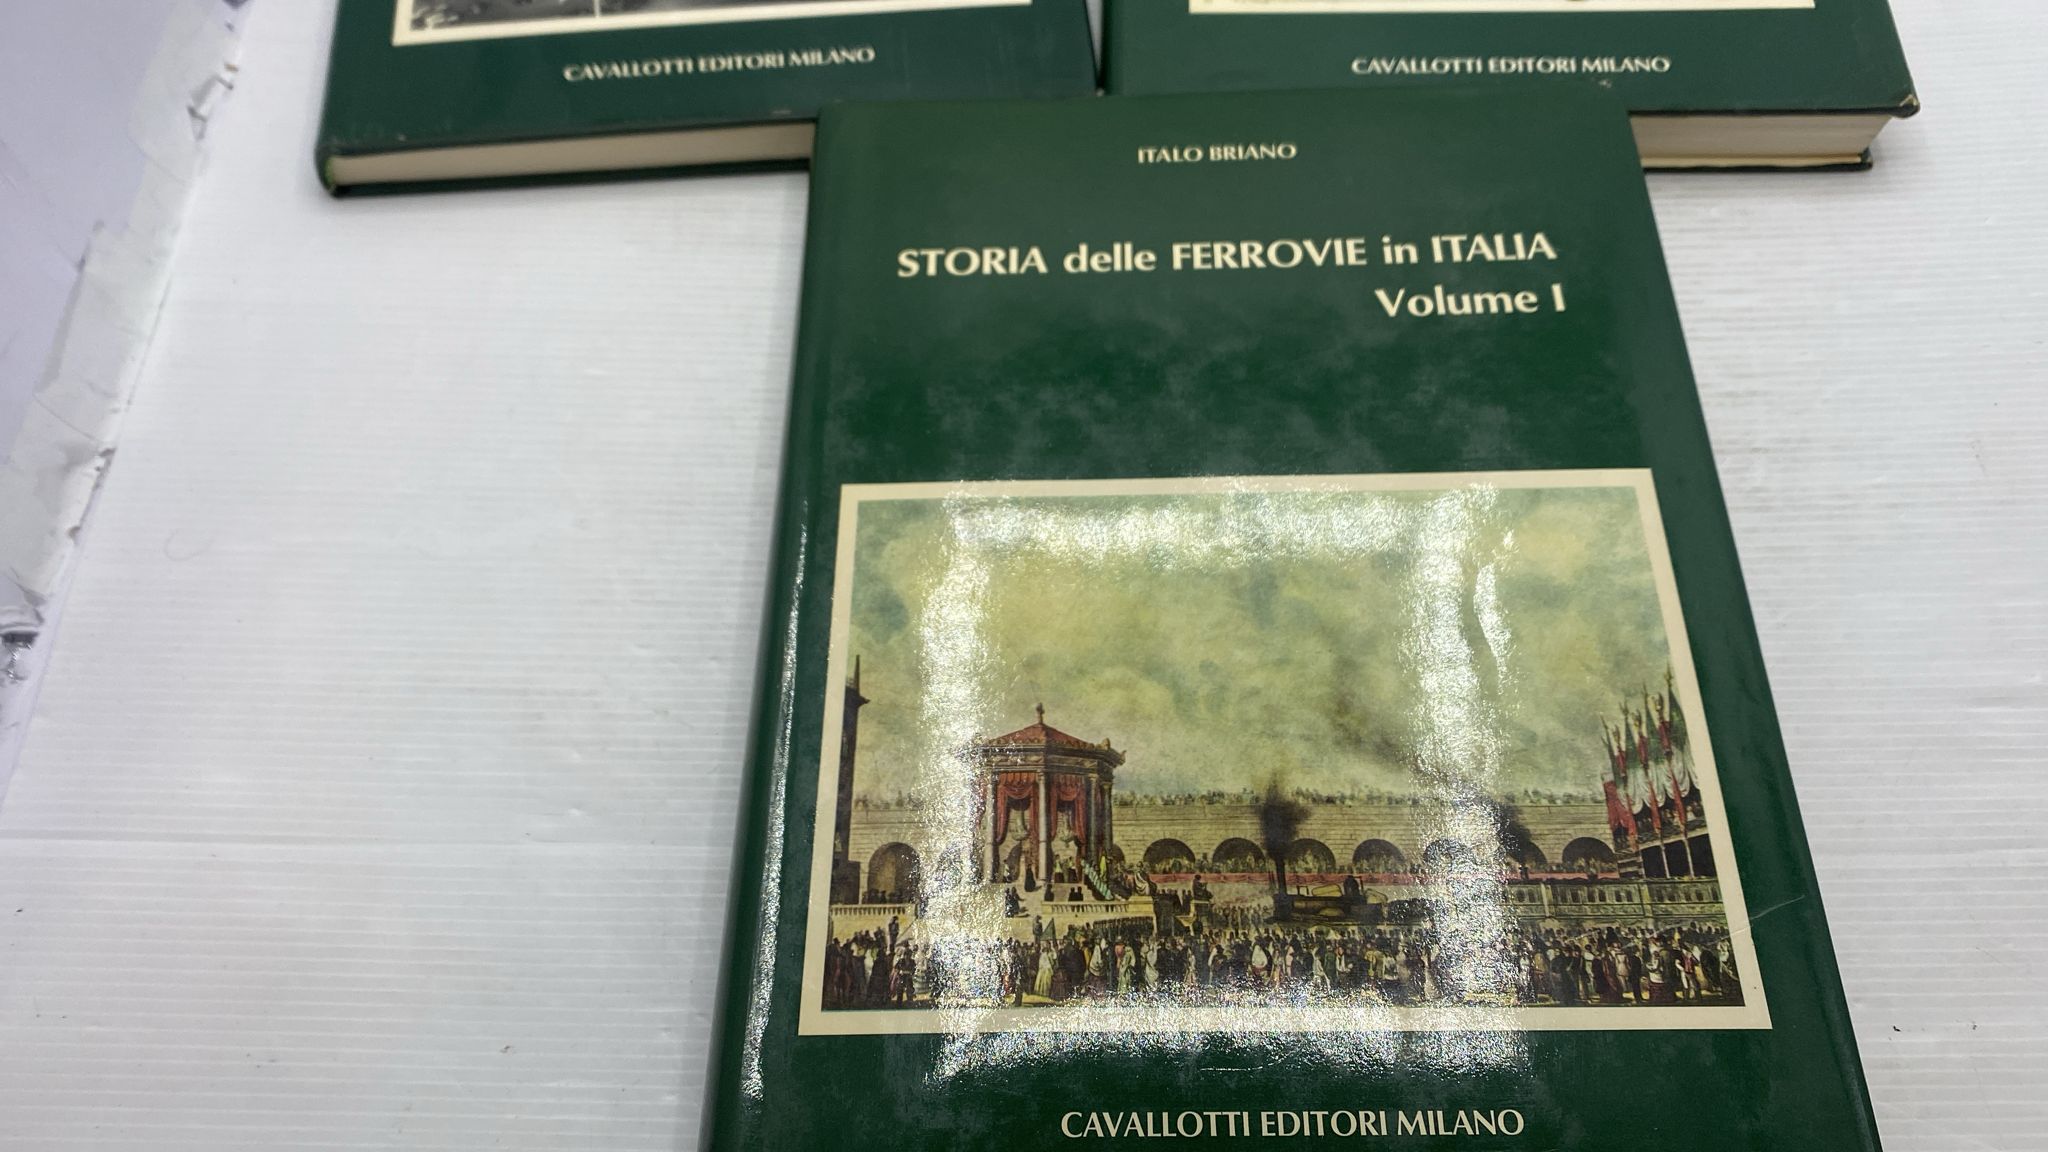 CAVALLOTTI EDITORI MILANO
CAVALLOTTI EDITORI MILANO
ITALO BRIANO
STORIA delle FERROVIE in ITALIA
Volume I
CAVALLOTTI EDITORI MILANO